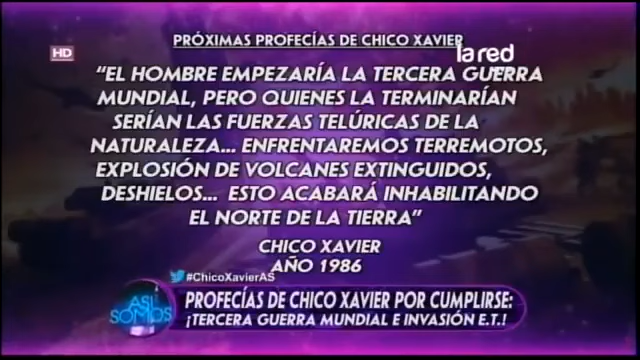 PRÓXIMAS PROFECÍAS DE CHICO XAVIER
HD
la red
“EL HOMBRE EMPEZARÍA LA TERCERA GUERRA
MUNDIAL, PERO QUIENES LA TERMINARÍAN
SERÍAN LAS FUERZAS TELÚRICAS DE LA
NATURALEZA... ENFRENTAREMOS TERREMOTOS,
EXPLOSIÓN DE VOLCANES EXTINGUIDOS,
DESHIELOS... ESTO ACABARÁ INHABILITANDO
EL NORTE DE LA TIERRA”
CHICO XAVIER
AÑO 1986
#ChicoXavierAS
ASÍ SOMOS
PROFECÍAS DE CHICO XAVIER POR CUMPLIRSE:
¡TERCERA GUERRA MUNDIAL E INVASIÓN E.T.!